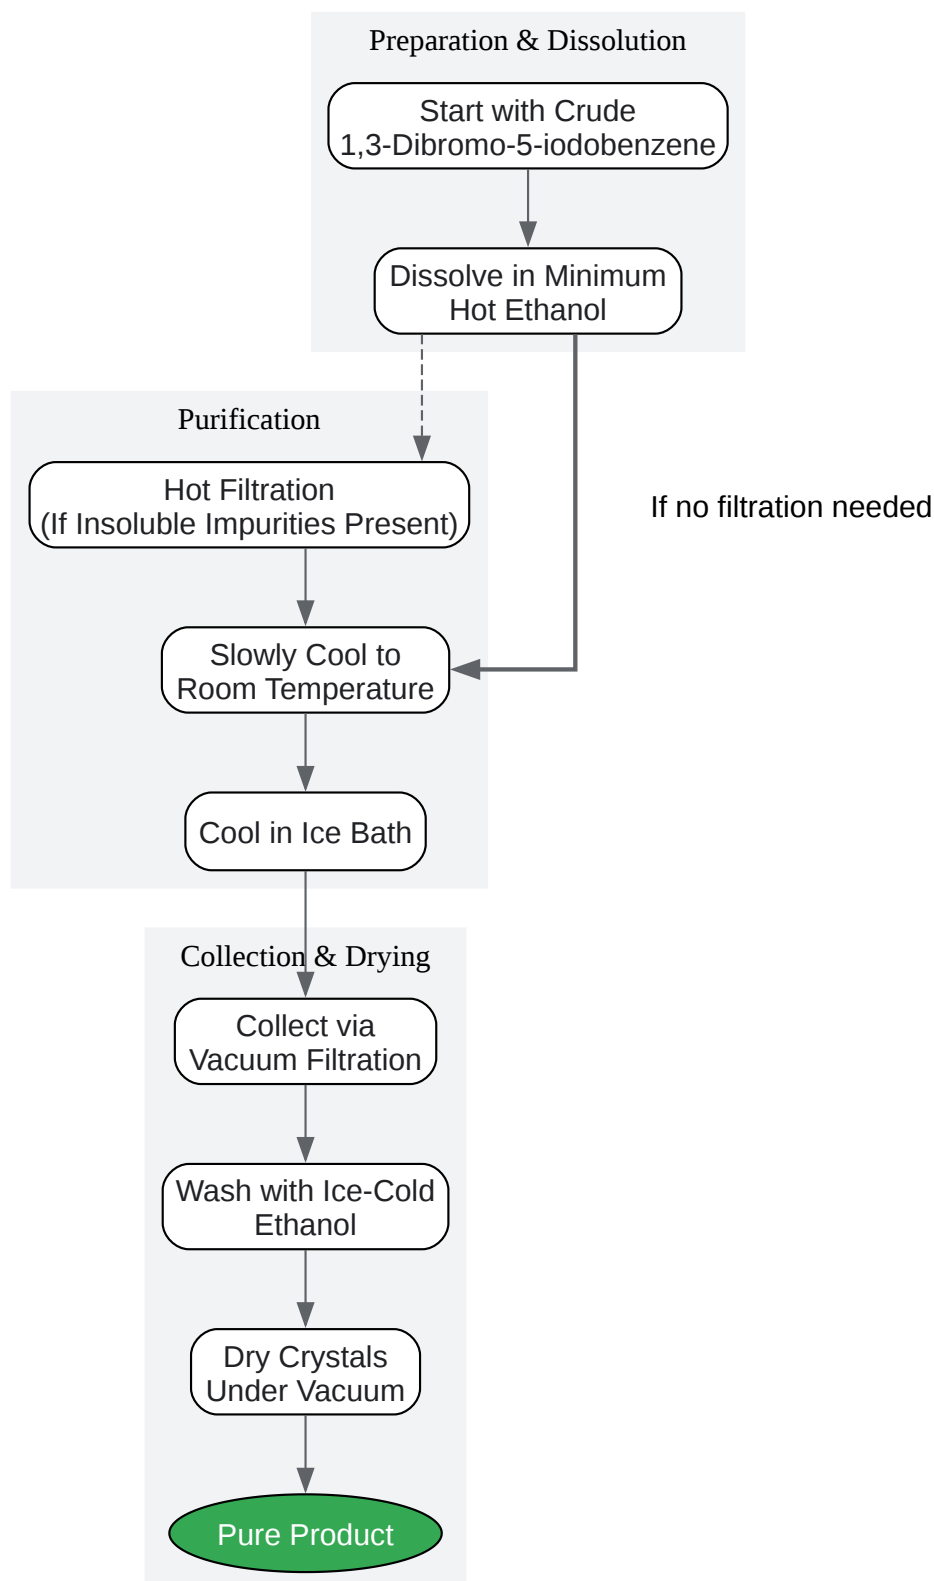 Preparation & Dissolution
Start with Crude
1,3-Dibromo-5-iodobenzene
Dissolve in Minimum
Hot Ethanol
Purification
Hot Filtration
(If Insoluble Impurities Present)
If no filtration needed
Slowly Cool to
Room Temperature
Cool in Ice Bath
Collection & Drying
Collect via
Vacuum Filtration
Wash with Ice-Cold
Ethanol
Dry Crystals
Under Vacuum
Pure Product